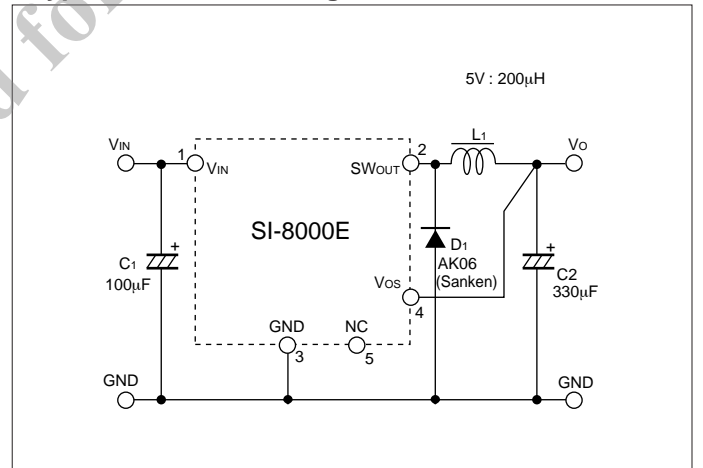 5V : 200µH
L1
VIN
1
VIN
SWOUT
2
VO
SI-8000E
C1
100µF
+
D1
AK06
(Sanken)
+
C2
330µF
VOS
4
GND
3
NC
5
GND
GND